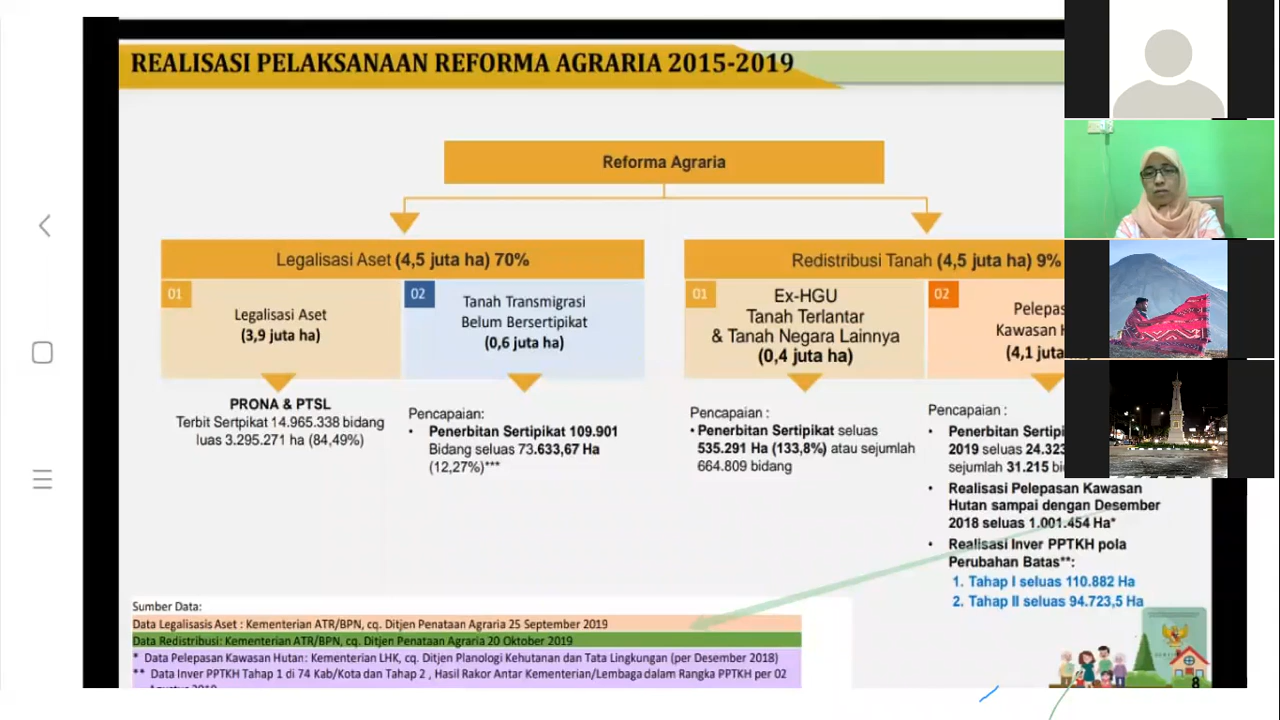 REALISASI PELAKSANAAN REFORMA AGRARIA 2015-2019
Reforma Agraria
Legalisasi Aset (4,5 juta ha) 70%
01
Legalisasi Aset
(3,9 juta ha)
PRONA & PTSL
Terbit Sertpikat 14.965.338 bidang
luas 3.295.271 ha (84,49%)
02
Tanah Transmigrasi
Belum Bersertipikat
(0,6 juta ha)
Pencapaian:
• Penerbitan Sertipikat 109.901
Bidang seluas 73.633,67 Ha
(12,27%)***
Redistribusi Tanah (4,5 juta ha) 9%
01
Ex-HGU
Tanah Terlantar
& Tanah Negara Lainnya
(0,4 juta ha)
Pencapaian :
• Penerbitan Sertipikat seluas
535.291 Ha (133,8%) atau sejumlah
664.809 bidang
02
(4,1 juta
Pencapaian :
• Penerbitan
2019 seluas
sejumlah 31.215
• Realisasi Pelepasan Kawasan
Hutan sampai dengan Desember
2018 seluas 1.001.454 Ha*
• Realisasi Inver PPTKH pola
Perubahan Batas**:
1. Tahap I seluas 110.882 Ha
2. Tahap II seluas 94.723,5 Ha
Sumber Data:
Data Legalisasis Aset : Kementerian ATR/BPN, cq. Ditjen Penataan Agraria 25 September 2019
Data Redistribusi: Kementerian ATR/BPN, cq. Ditjen Penataan Agraria 20 Oktober 2019
* Data Pelepasan Kawasan Hutan: Kementerian LHK, cq. Ditjen Planologi Kehutanan dan Tata Lingkungan (per Desember 2018)
** Data Inver PPTKH Tahap 1 di 74 Kab/Kota dan Tahap 2 , Hasil Rakor Antar Kementerian/Lembaga dalam Rangka PPTKH per 02
8